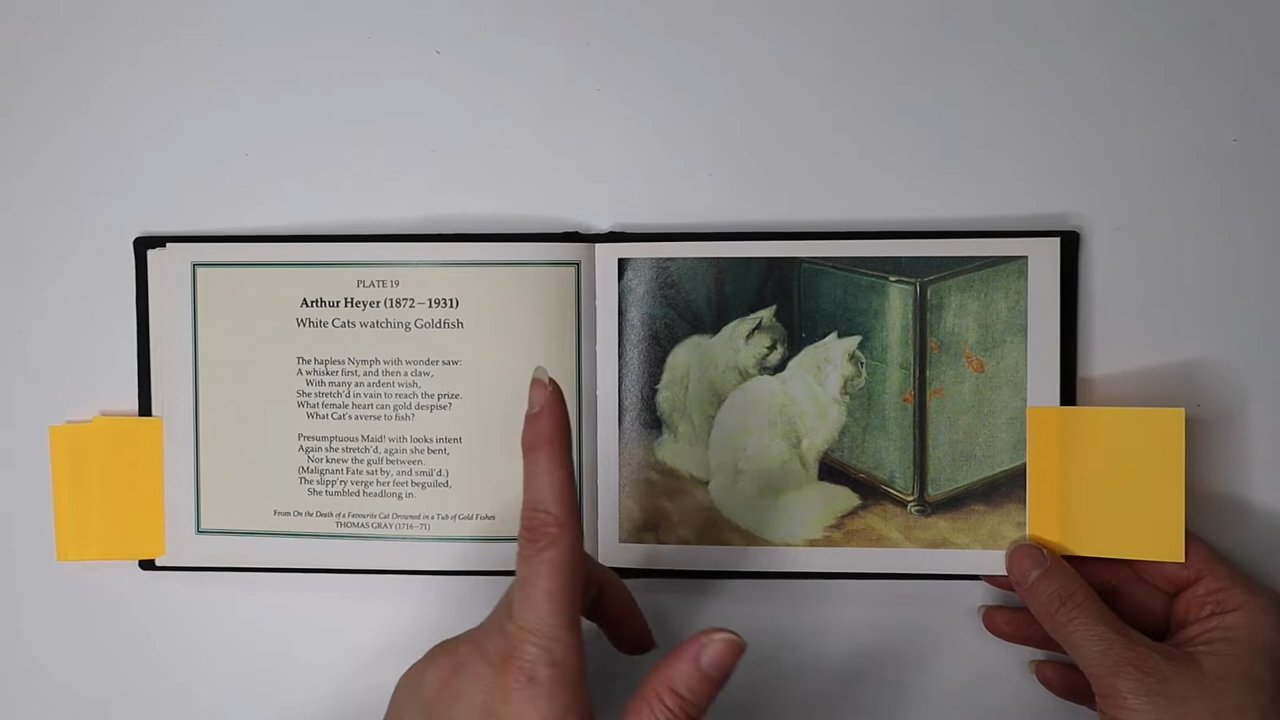 PLATE 19
Arthur Heyer (1872–1931)
White Cats watching Goldfish
The hapless Nymph with wonder saw:
A whisker first, and then a claw,
With many an ardent wish,
She stretch'd in vain to reach the prize.
What female heart can gold despise?
What Cat's averse to fish?
Presumptuous Maid! with looks intent
Again she stretch'd, again she bent,
Nor knew the gulf between.
(Malignant Fate sat by, and smil'd.)
The slipp'ry verge her feet beguiled,
She tumbled headlong in.
From On the Death of a Favourite Cat Drowned in a Tub of Gold Fishes
THOMAS GRAY (1716–71)